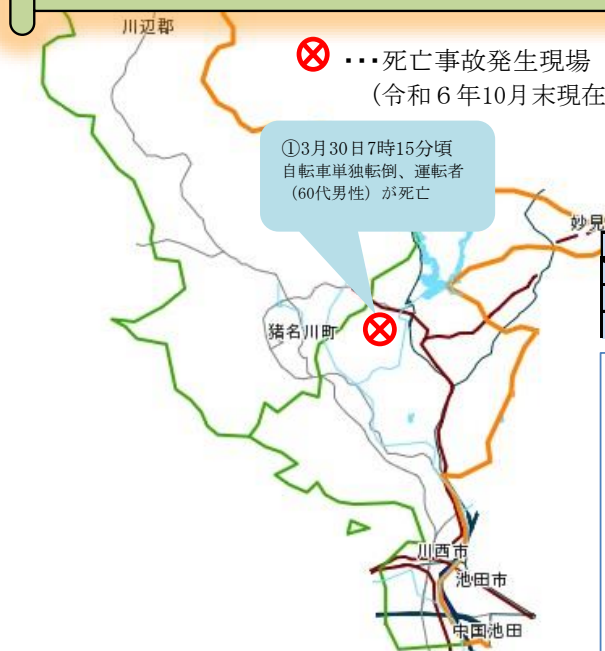 川辺郡
・・・死亡事故発生現場
(令和６年10月末現在
①3月30日7時15分頃
自転車単独転倒、運転者
(60代男性) が死亡
妙見
猪名川町
川西市
池田市
中国池田